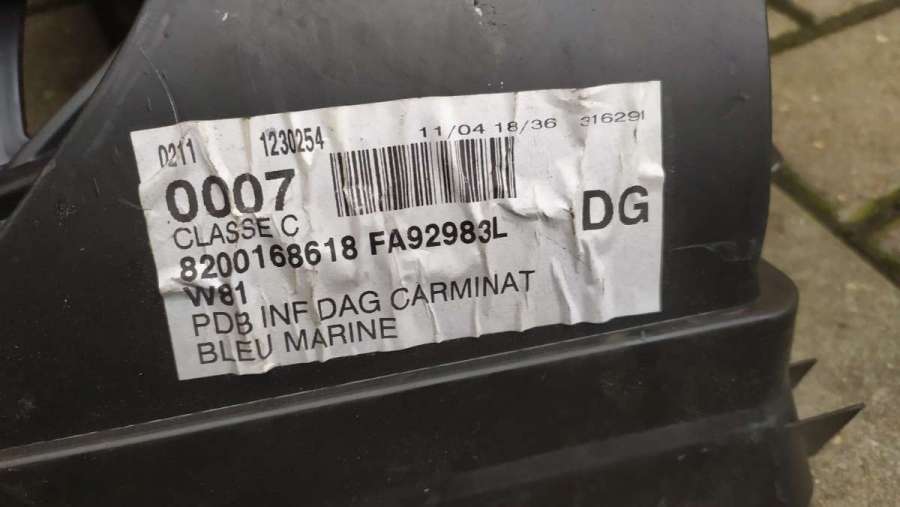 0211 1230254 11/04 18/36 316291
0007
CLASSE C
DG
8200168618 FA92983L
W81
PDB INF DAG CARMINAT
BLEU MARINE